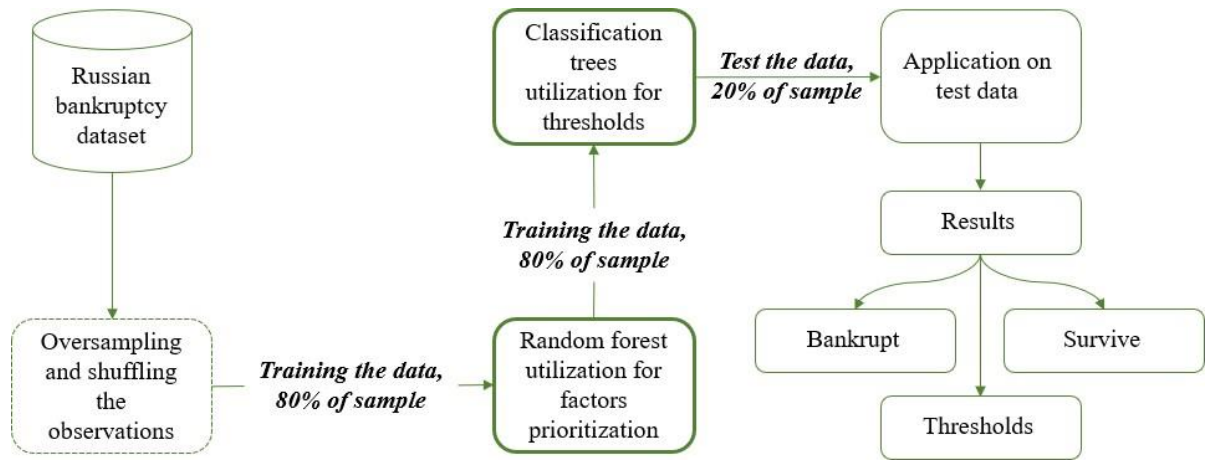 Russian
bankruptcy
dataset
Oversampling
and shuffling
the
observations
Training the data,
80% of sample
Random forest
utilization for
factors
prioritization
Training the data,
80% of sample
Classification
trees
utilization for
thresholds
Test the data,
20% of sample
Application on
test data
Results
Bankrupt
Survive
Thresholds